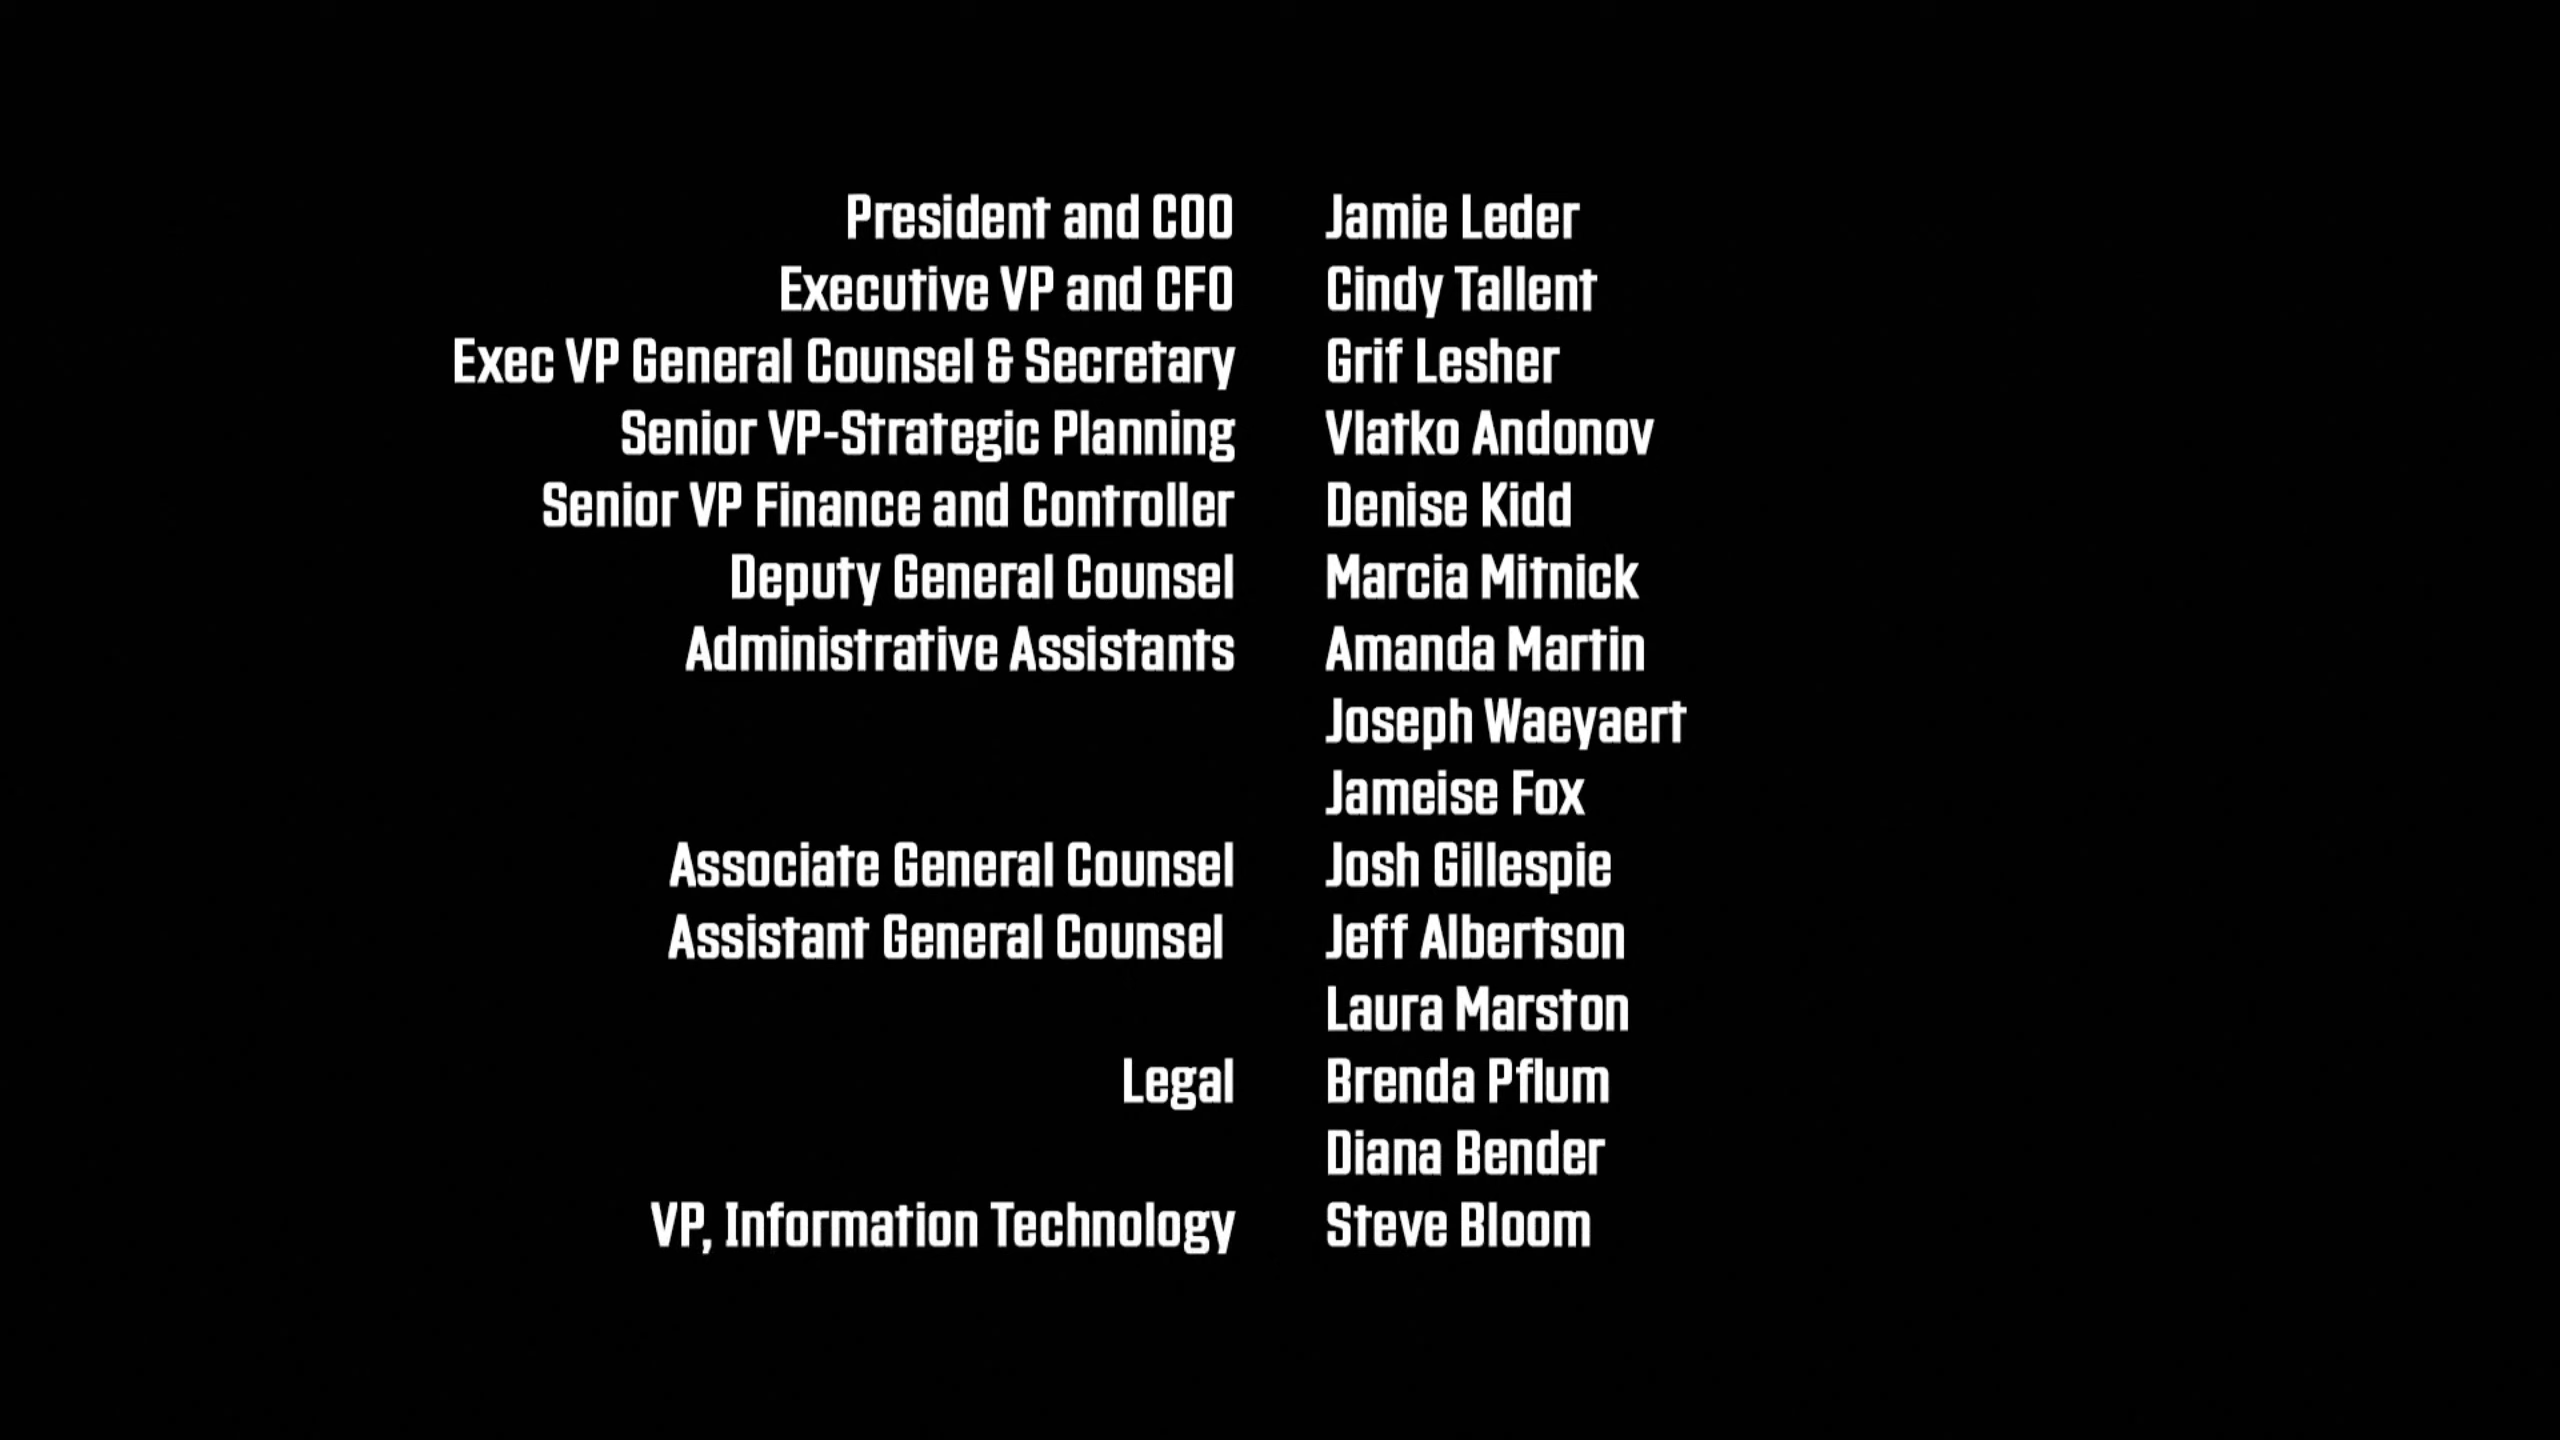 President and COO Jamie Leder
Executive VP and CFO Cindy Tallent
Exec VP General Counsel & Secretary Grif Lesher
Senior VP-Strategic Planning Vlatko Andonov
Senior VP Finance and Controller Denise Kidd
Deputy General Counsel Marcia Mitnick
Administrative Assistants Amanda Martin
Joseph Waeyaert
Jameise Fox
Associate General Counsel Josh Gillespie
Assistant General Counsel Jeff Albertson
Laura Marston
Legal Brenda Pflum
Diana Bender
VP, Information Technology Steve Bloom